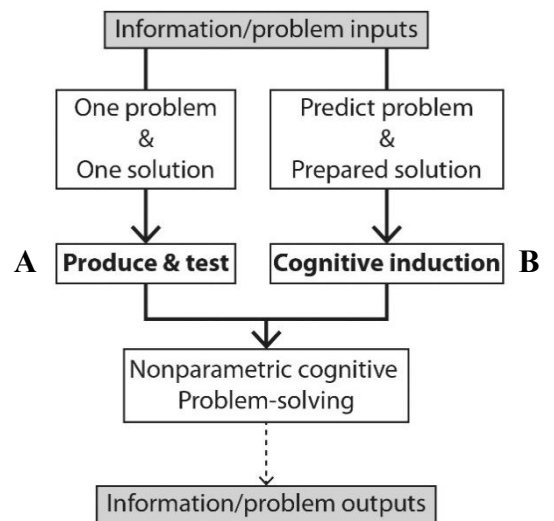 Information/problem inputs
One problem
&
One solution
Predict problem
&
Prepared solution
A
Produce & test
Cognitive induction
B
Nonparametric cognitive
Problem-solving
Information/problem outputs